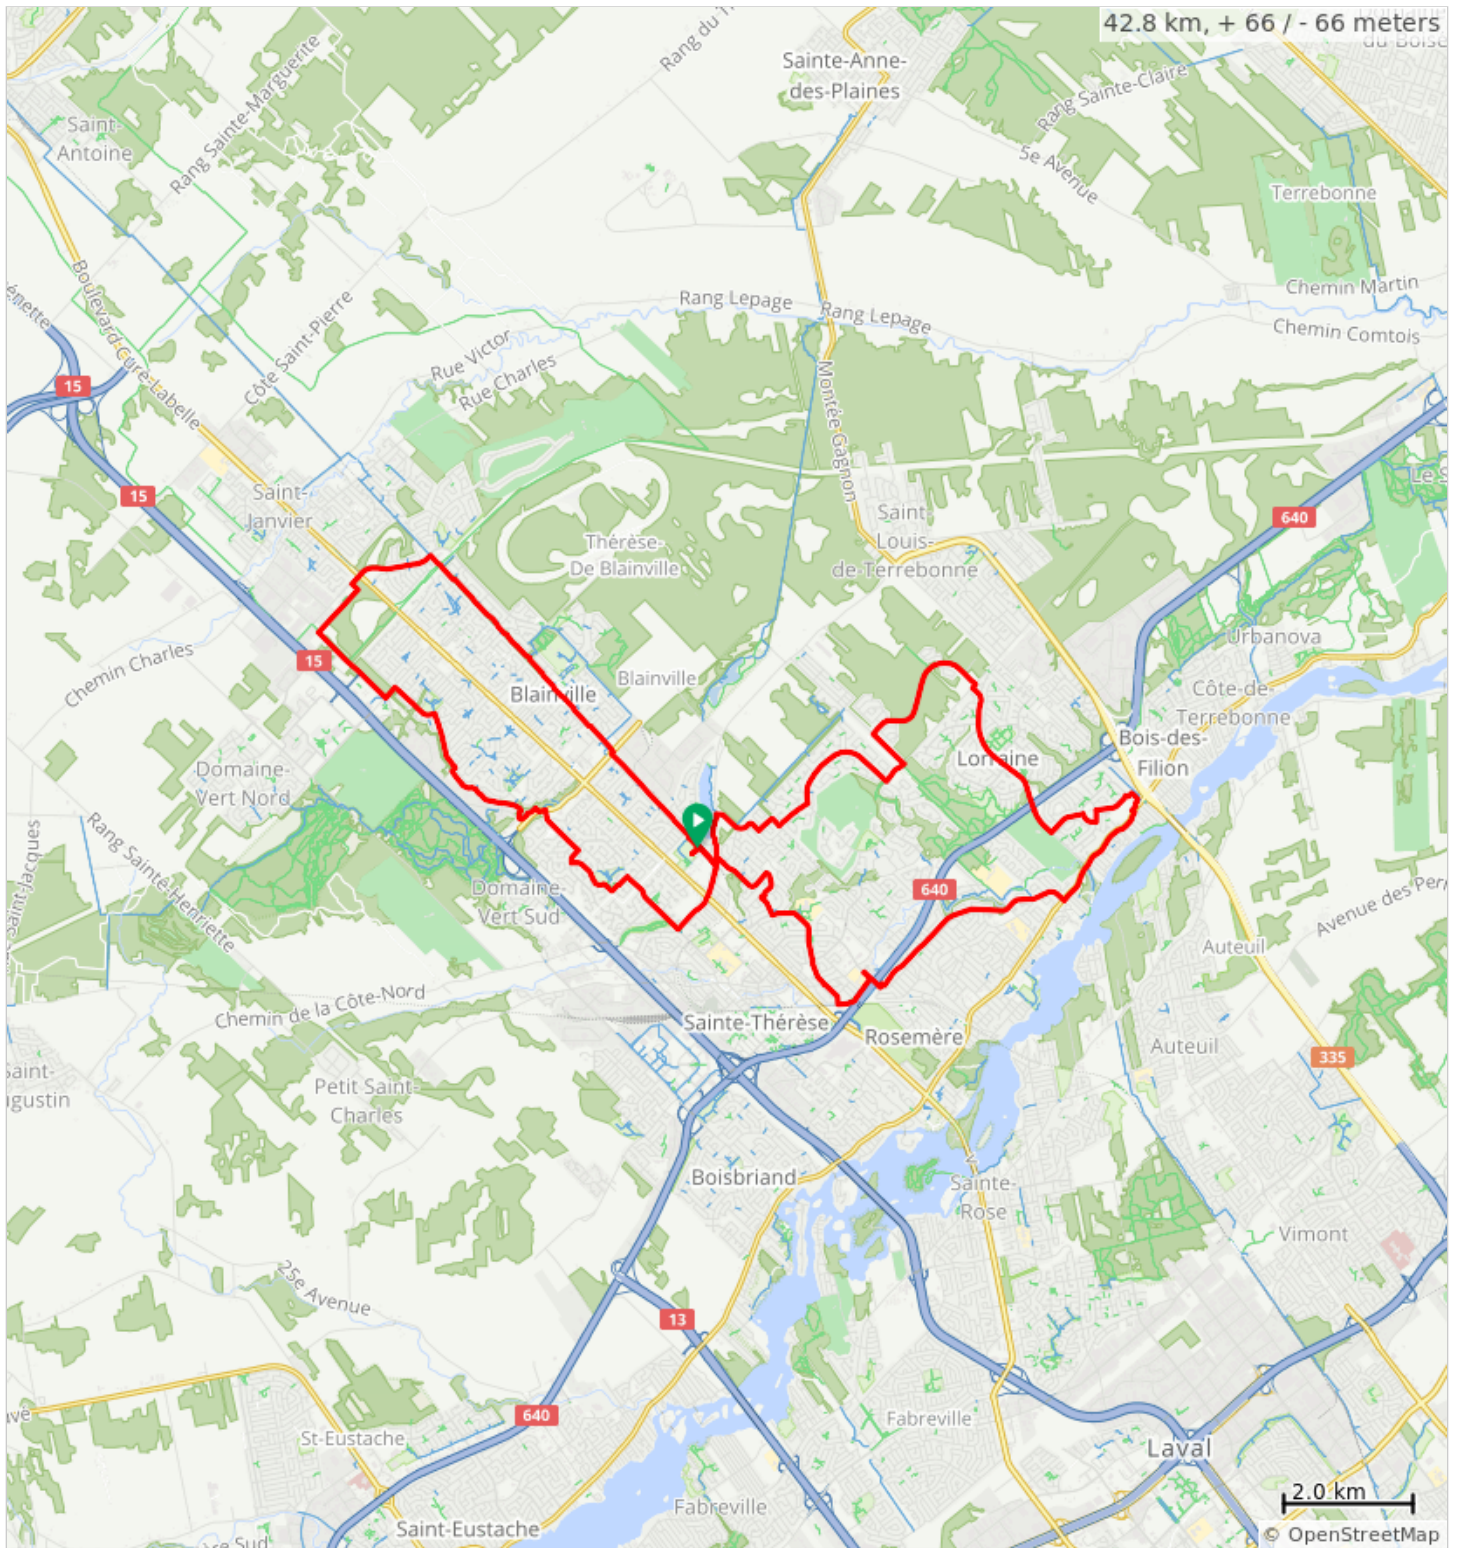 42.8 km, + 66 / - 66 meters
Sainte-Anne-
des-Plaines
Rang Sainte-Marguerite
Rang du
Rang Sainte-Claire
Saint-
Antoine
5e Avenue
Terrebonne
Boulevard Curé-Labelle
Côte Saint-Pierre
Rang Lepage
Rang Lepage
Chemin Martin
Chemin Comtois
Rue Victor
Rue Charles
15
Montée Gagnon
15
Saint-
Janvier
Saint-
Louis-
de-Terrebonne
640
Thérèse-
De Blainville
Urbanova
Chemin Charles
15
Blainville
Blainville
Côte-de-
Terrebonne
Bois-des-
Filion
Lorraine
Domaine-
Vert Nord
Rang Sainte-Henriette
Domaine-
Vert Sud
640
Auteuil
Chemin de la Côte-Nord
Sainte-Thérèse
Rosemère
Auteuil
335
Petit Saint-
Charles
Boisbriand
Sainte-
Rose
Vimont
25e Avenue
13
640
St-Eustache
Fabreville
Laval
Fabreville
Saint-Eustache
2.0 km
© OpenStreetMap